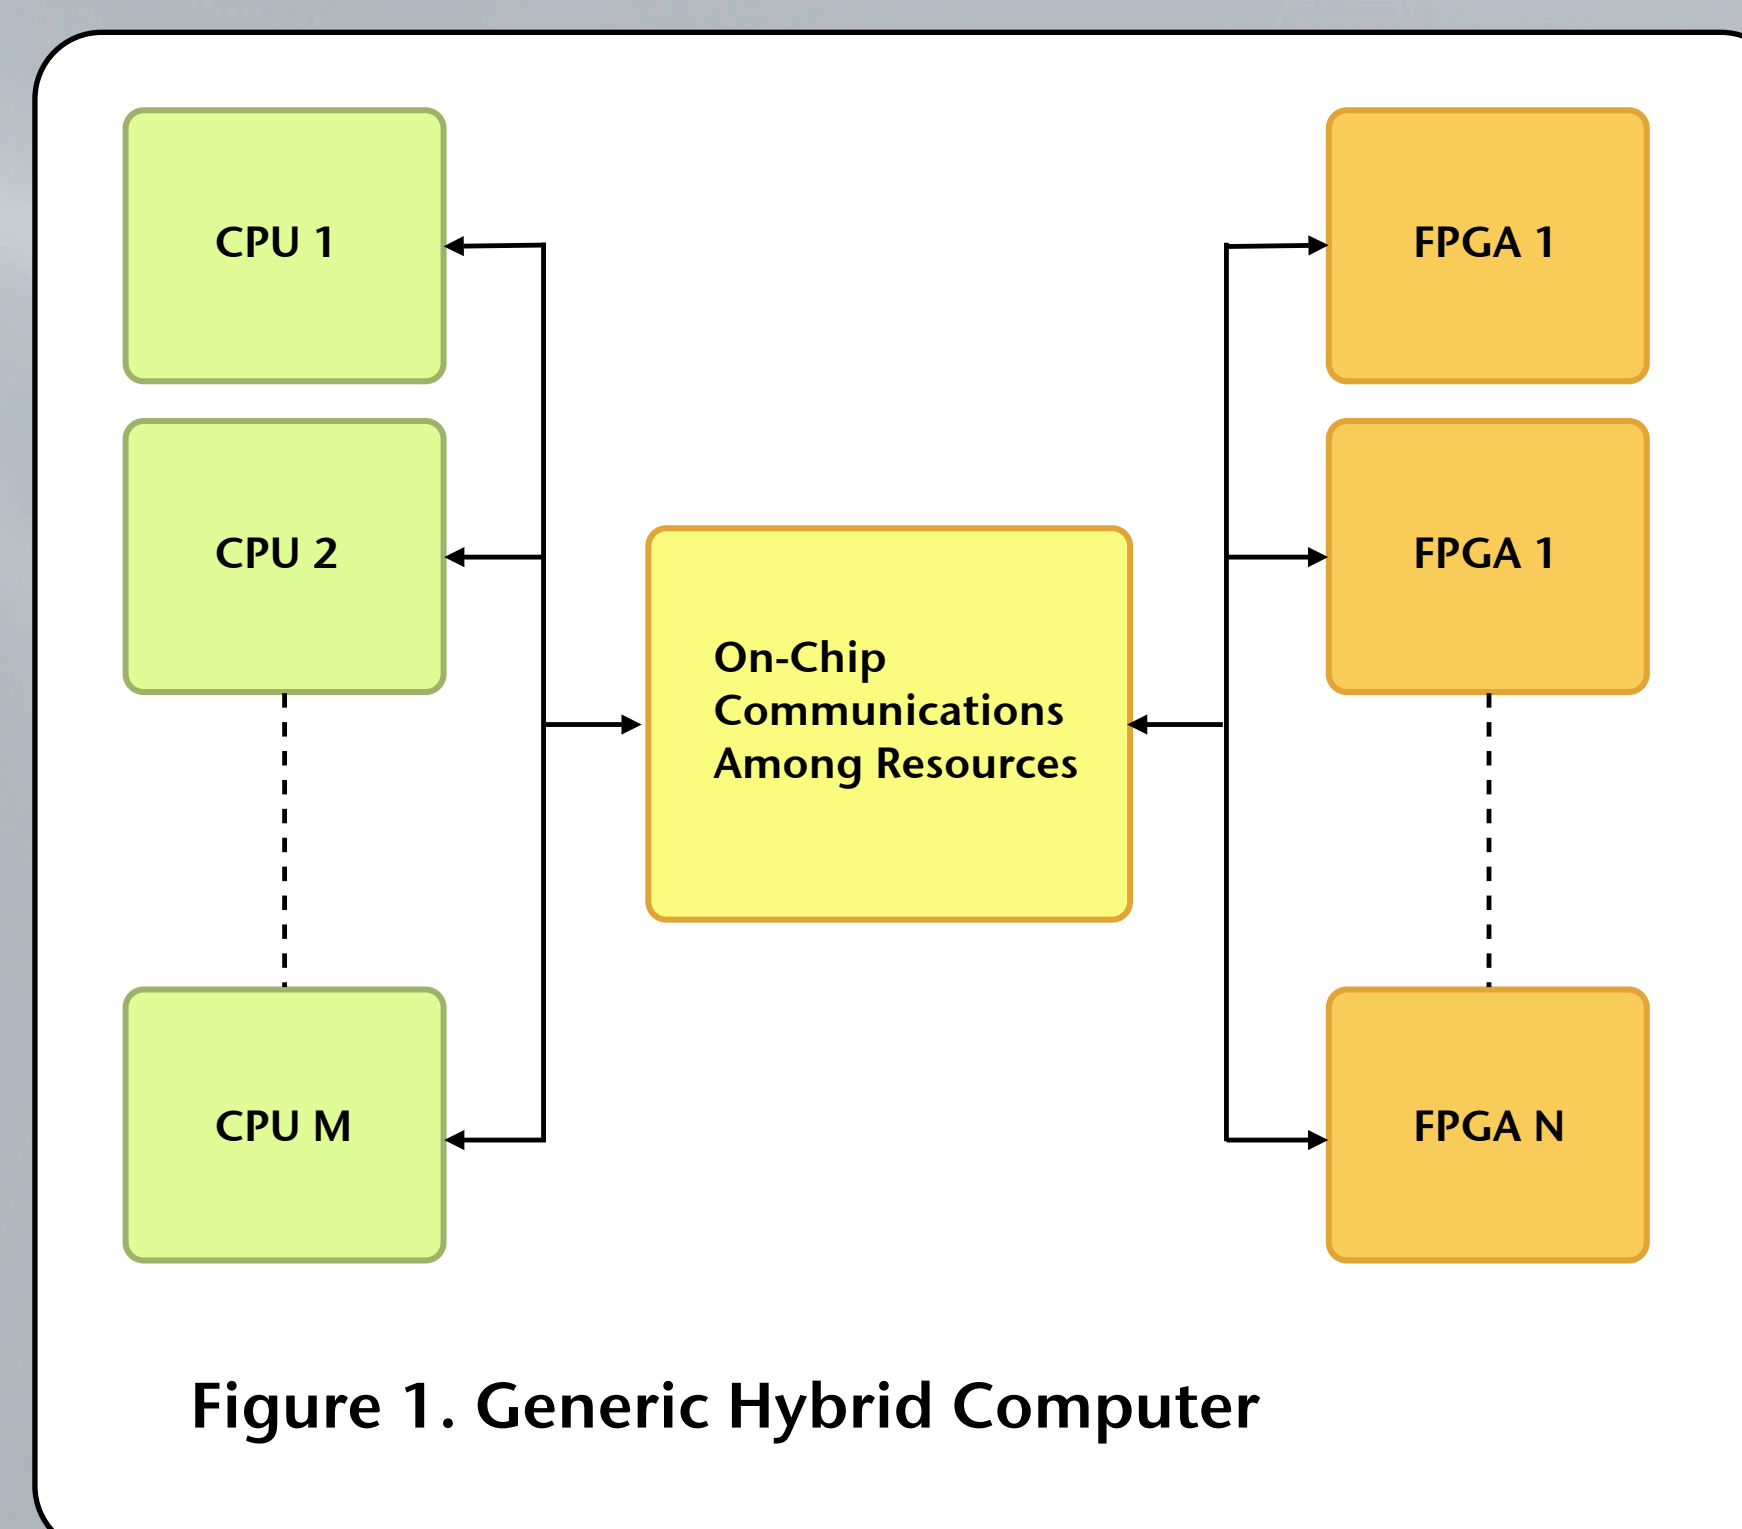 CPU 1
FPGA 1
CPU 2
FPGA 1
On-Chip
Communications
Among Resources
CPU M
FPGA N
Figure 1. Generic Hybrid Computer